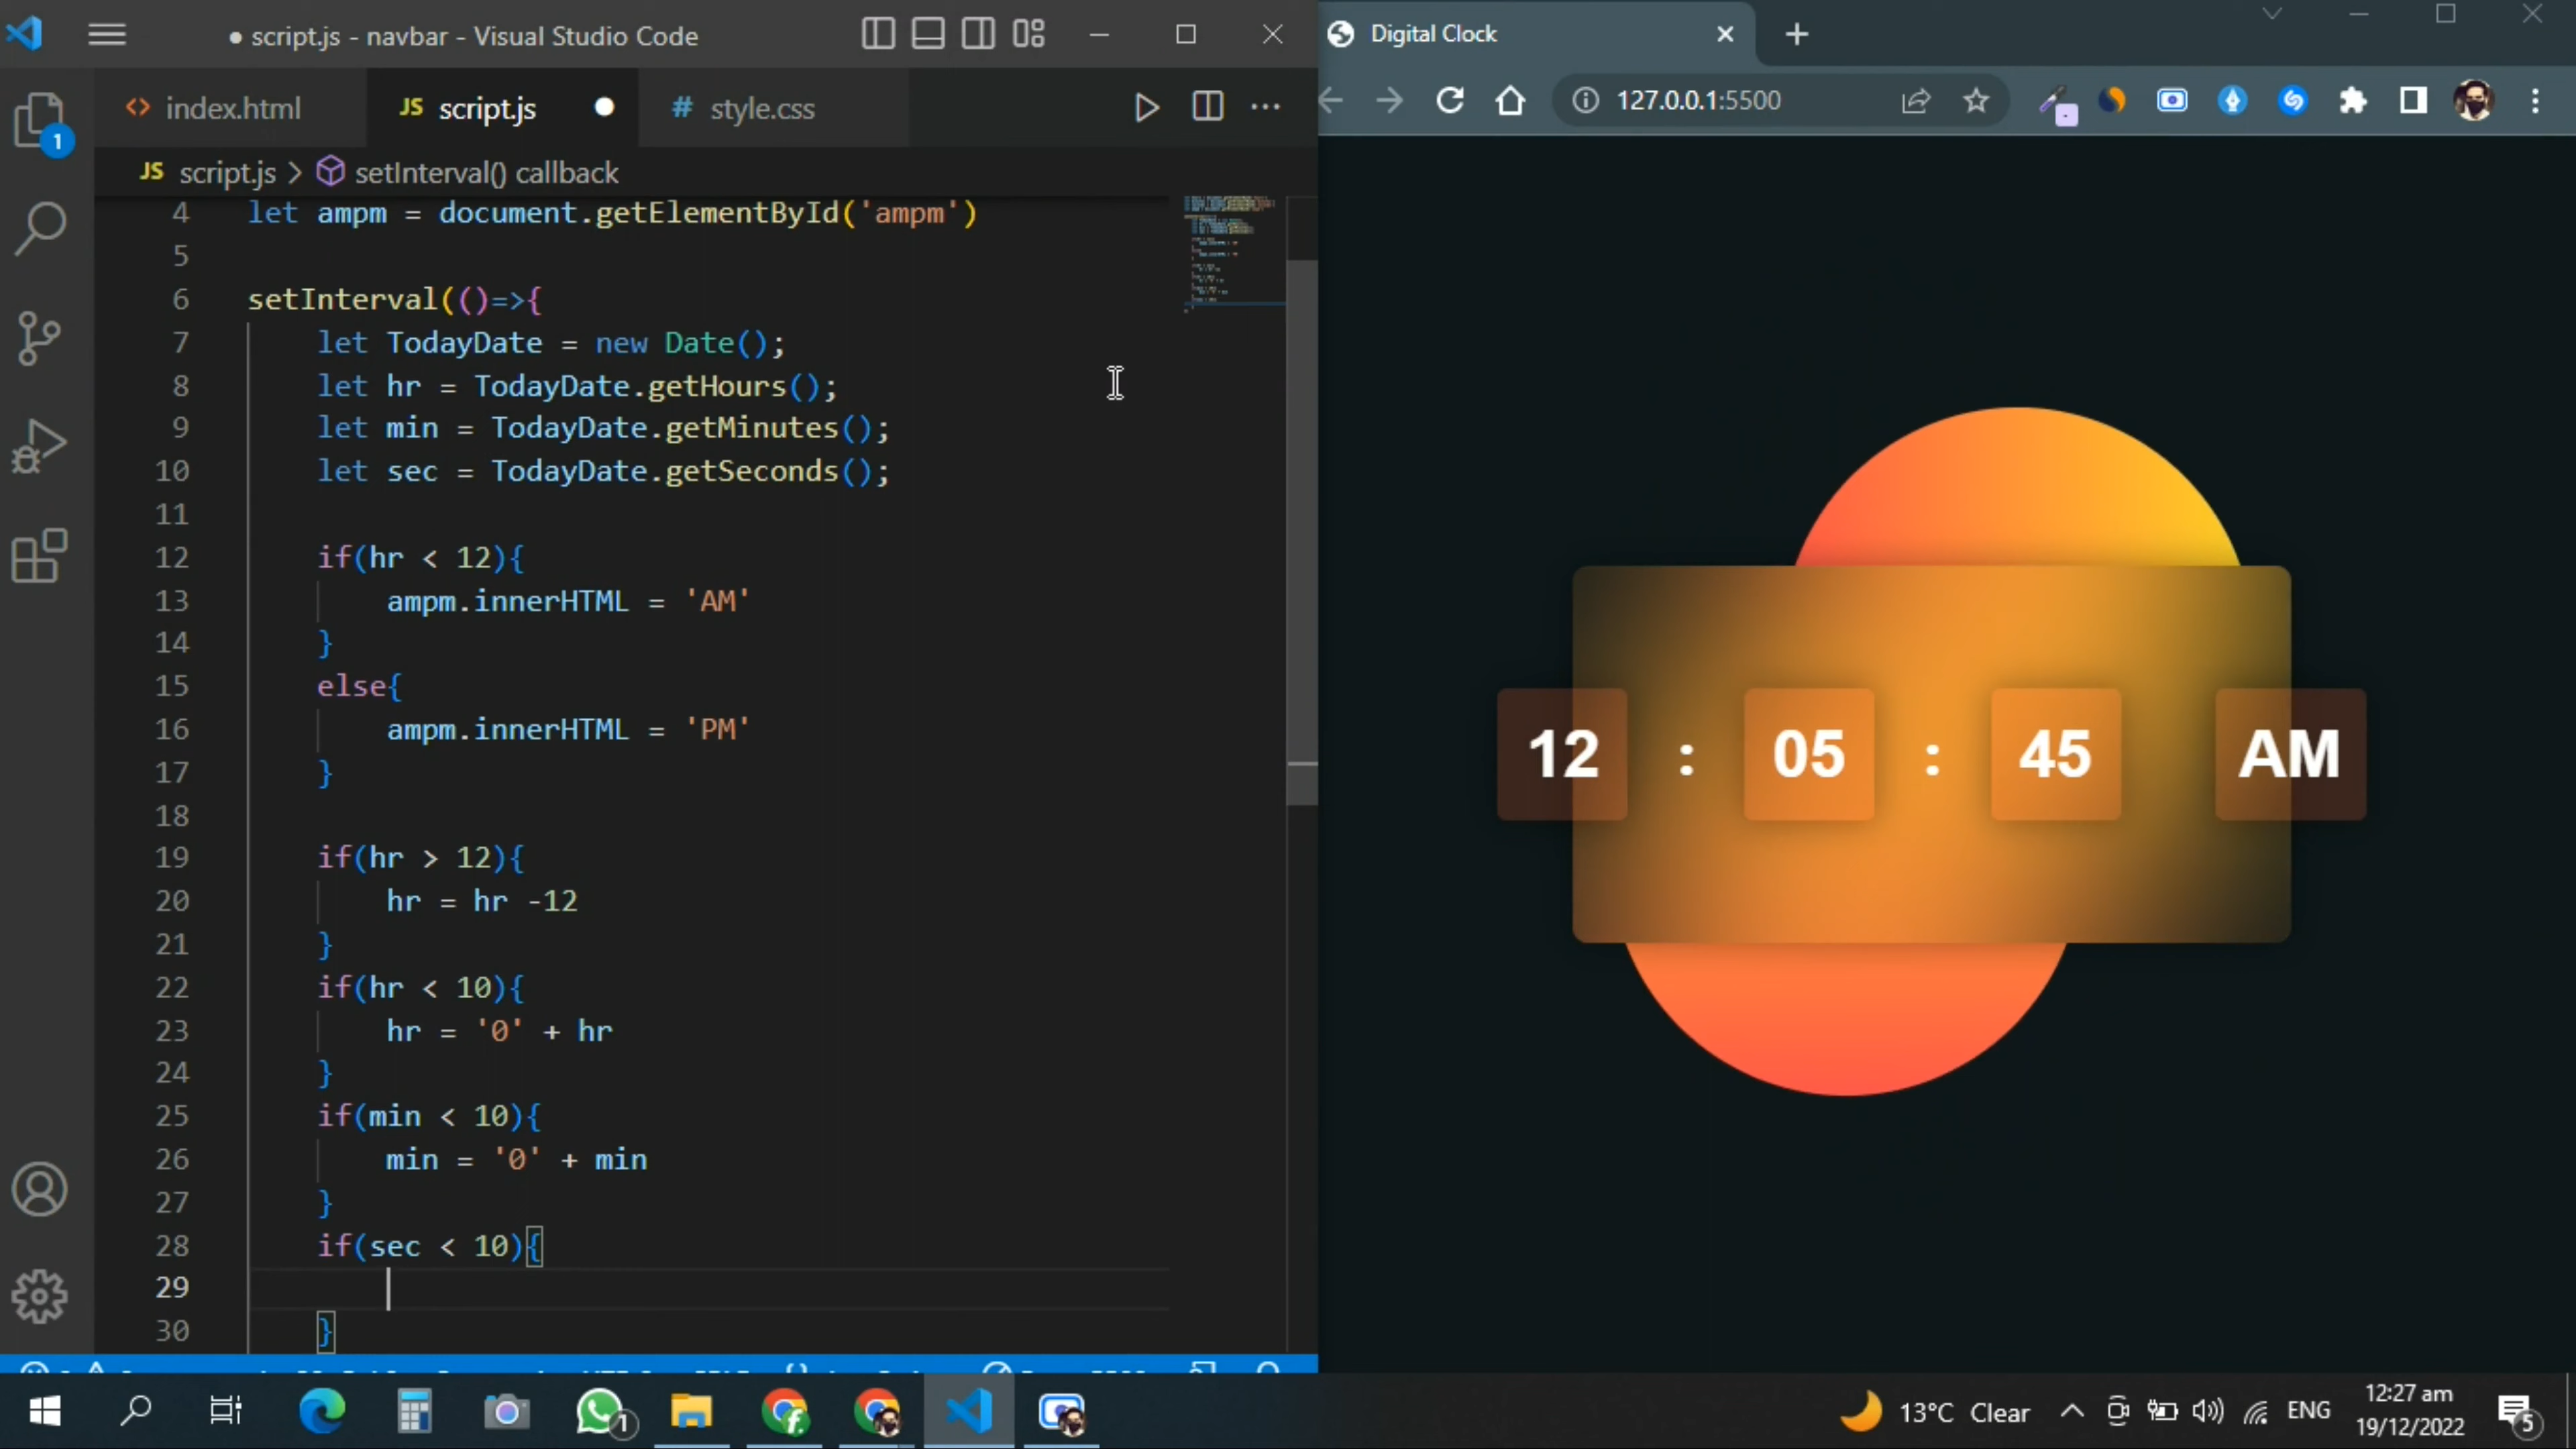 script.js - navbar - Visual Studio Code
index.html
JS script.js
# style.css
JS script.js > setInterval() callback
4 let ampm = document.getElementById('ampm')
5
6 setInterval(()=>{
7 let TodayDate = new Date();
8 let hr = TodayDate.getHours();
9 let min = TodayDate.getMinutes();
10 let sec = TodayDate.getSeconds();
11
12 if(hr < 12){
13 ampm.innerHTML = 'AM'
14 }
15 else{
16 ampm.innerHTML = 'PM'
17 }
18
19 if(hr > 12){
20 hr = hr -12
21 }
22 if(hr < 10){
23 hr = '0' + hr
24 }
25 if(min < 10){
26 min = '0' + min
27 }
28 if(sec < 10){
29
30 }
1
Digital Clock
127.0.0.1:5500
12 : 05 : 45 AM
1
13°C Clear
ENG
12:27 am
19/12/2022
5